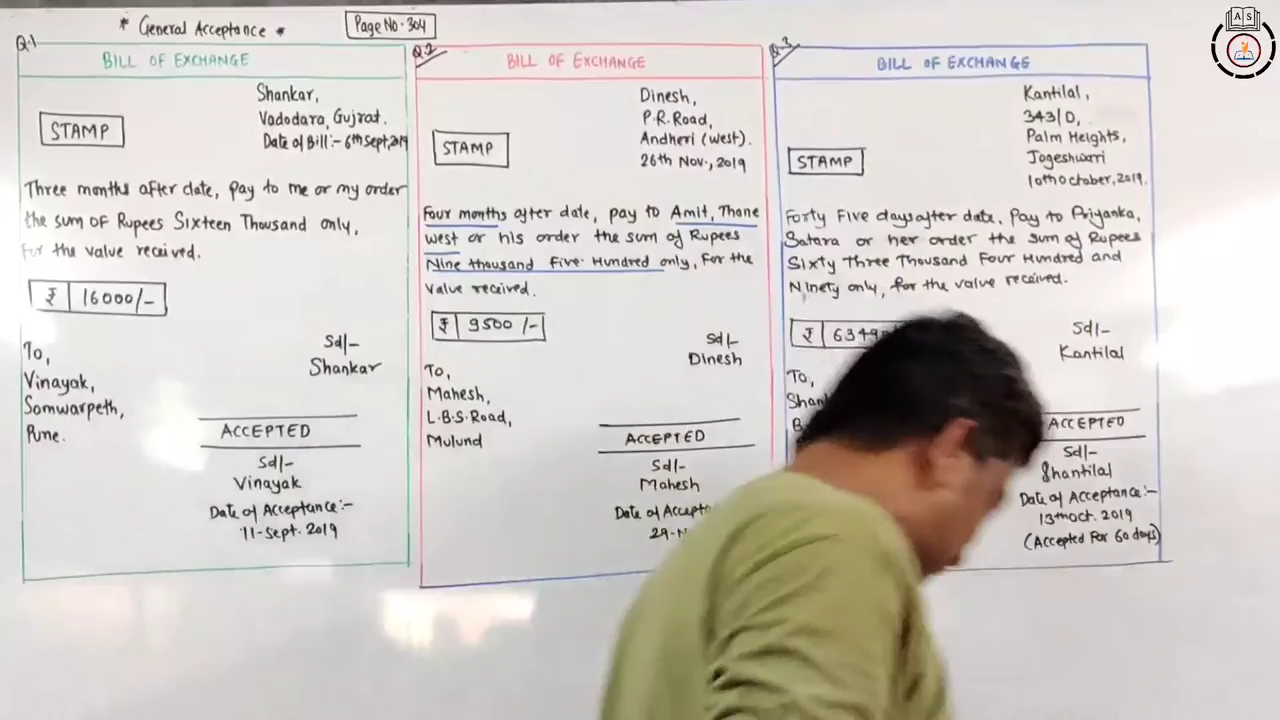 * General Acceptance *
Page No. 304
Q.1
BILL OF EXCHANGE
Shankar,
Vadodara, Gujrat.
Date of Bill:- 6th Sept, 2019
STAMP
Three months after date, pay to me or my order
the sum of Rupees Sixteen Thousand only,
for the value received.
₹ 16000/-
Sd/-
Shankar
To,
Vinayak,
Somwarpeth,
Pune.
ACCEPTED
Sd/-
Vinayak
Date of Acceptance:-
11-Sept. 2019
Q.2
BILL OF EXCHANGE
Dinesh,
P.R.Road,
Andheri (west).
26th Nov., 2019
STAMP
Four months after date, pay to Amit, Thane
west or his order the sum of Rupees
Nine thousand Five Hundred only, for the
value received.
₹ 9500 /-
Sd/-
Dinesh
To,
Mahesh,
L.B.S. Road,
Mulund
ACCEPTED
Sd/-
Mahesh
Date of
29-
Q.3
BILL OF EXCHANGE
Kantilal,
343/D,
Palm Heights,
Jogeshwari
10th October, 2019.
STAMP
Forty Five days after date, Pay to Priyanka,
Satara or her order the sum of Rupees
Sixty Three Thousand Four Hundred and
Ninety only, for the value received.
₹ 6349
Sd/-
Kantilal
To,
ACCEPTED
Sd/-
Shantilal
Date of Acceptance:-
13th Oct. 2019
(Accepted For 60 days)
A S